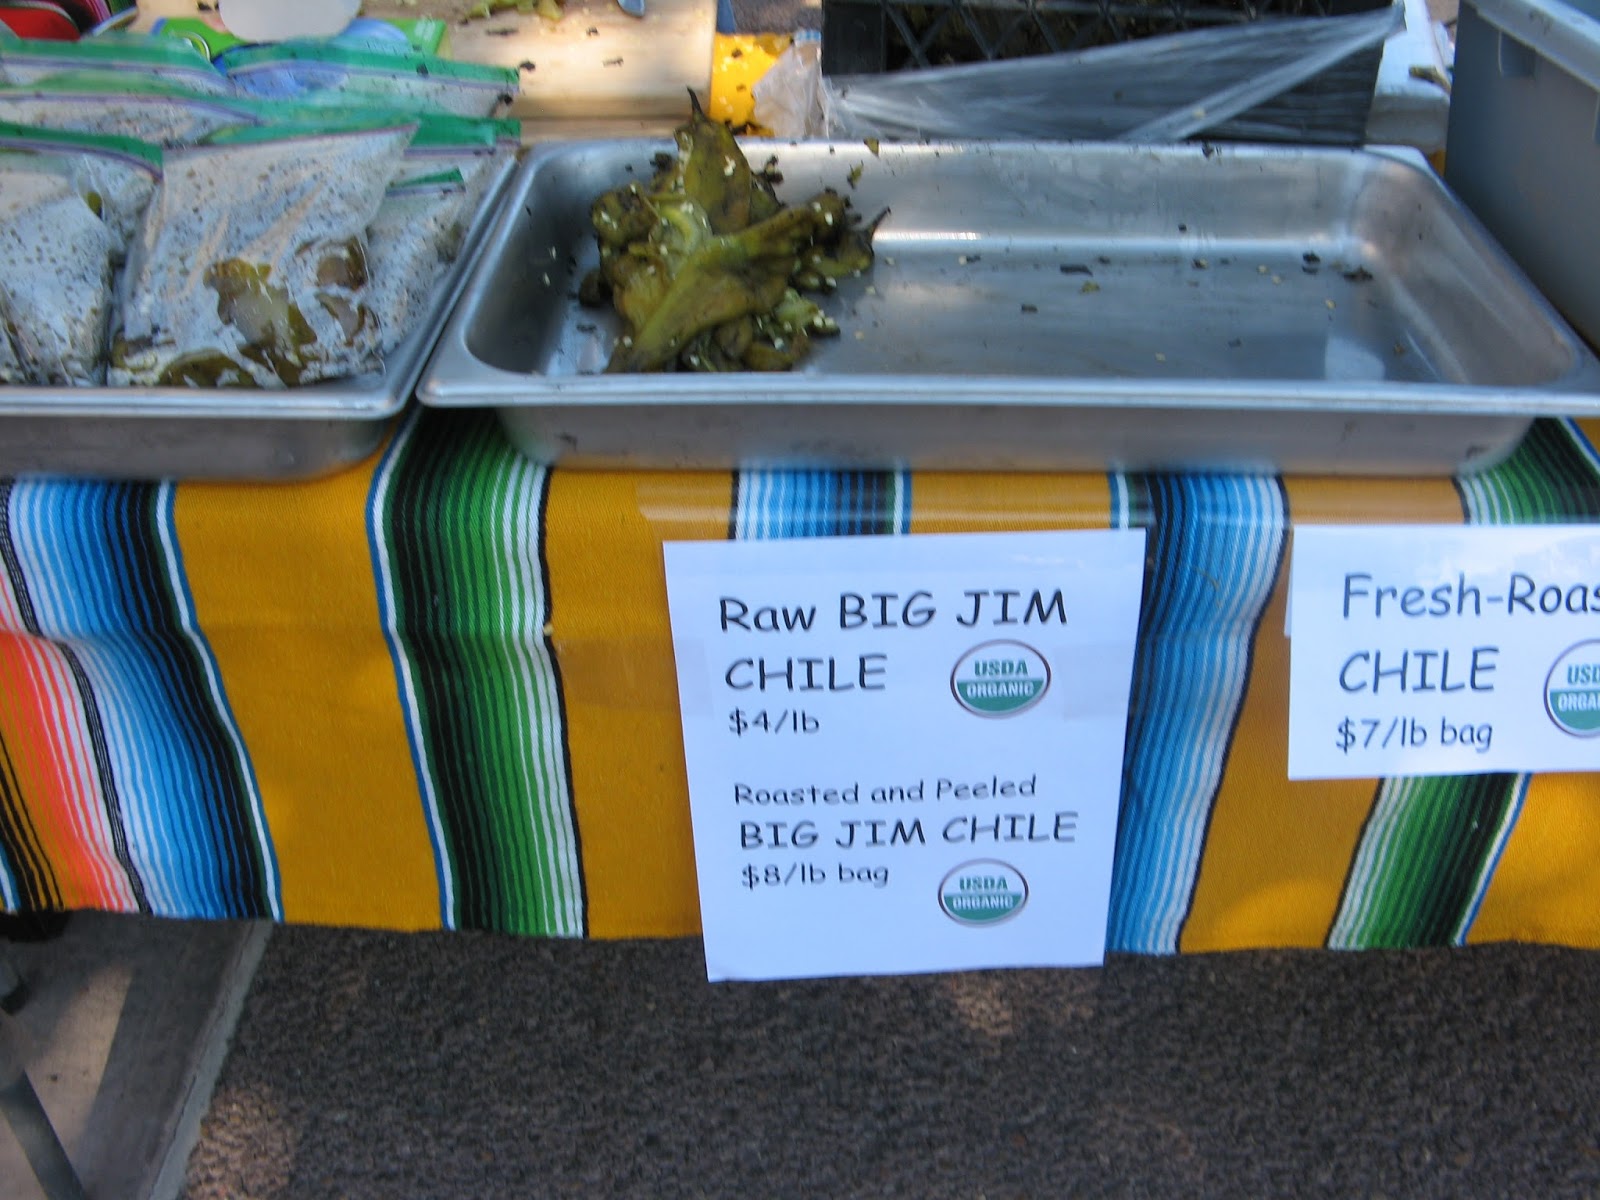 Raw BIG JIM
CHILE
USDA
ORGANIC
$4/lb
Roasted and Peeled
BIG JIM CHILE
$8/lb bag
USDA
ORGANIC
CHILE
$7/lb bag